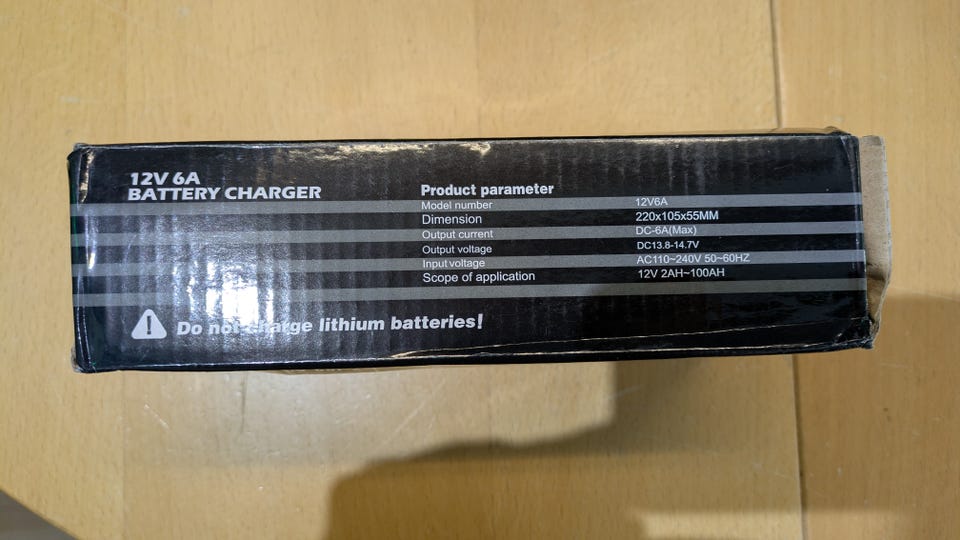 12V 6A
BATTERY CHARGER
Product parameter
Model number 12V6A
Dimension 220x105x55MM
Output current DC-6A(Max)
Output voltage DC13.8-14.7V
Input voltage AC110~240V 50~60HZ
Scope of application 12V 2AH~100AH
Do not charge lithium batteries!